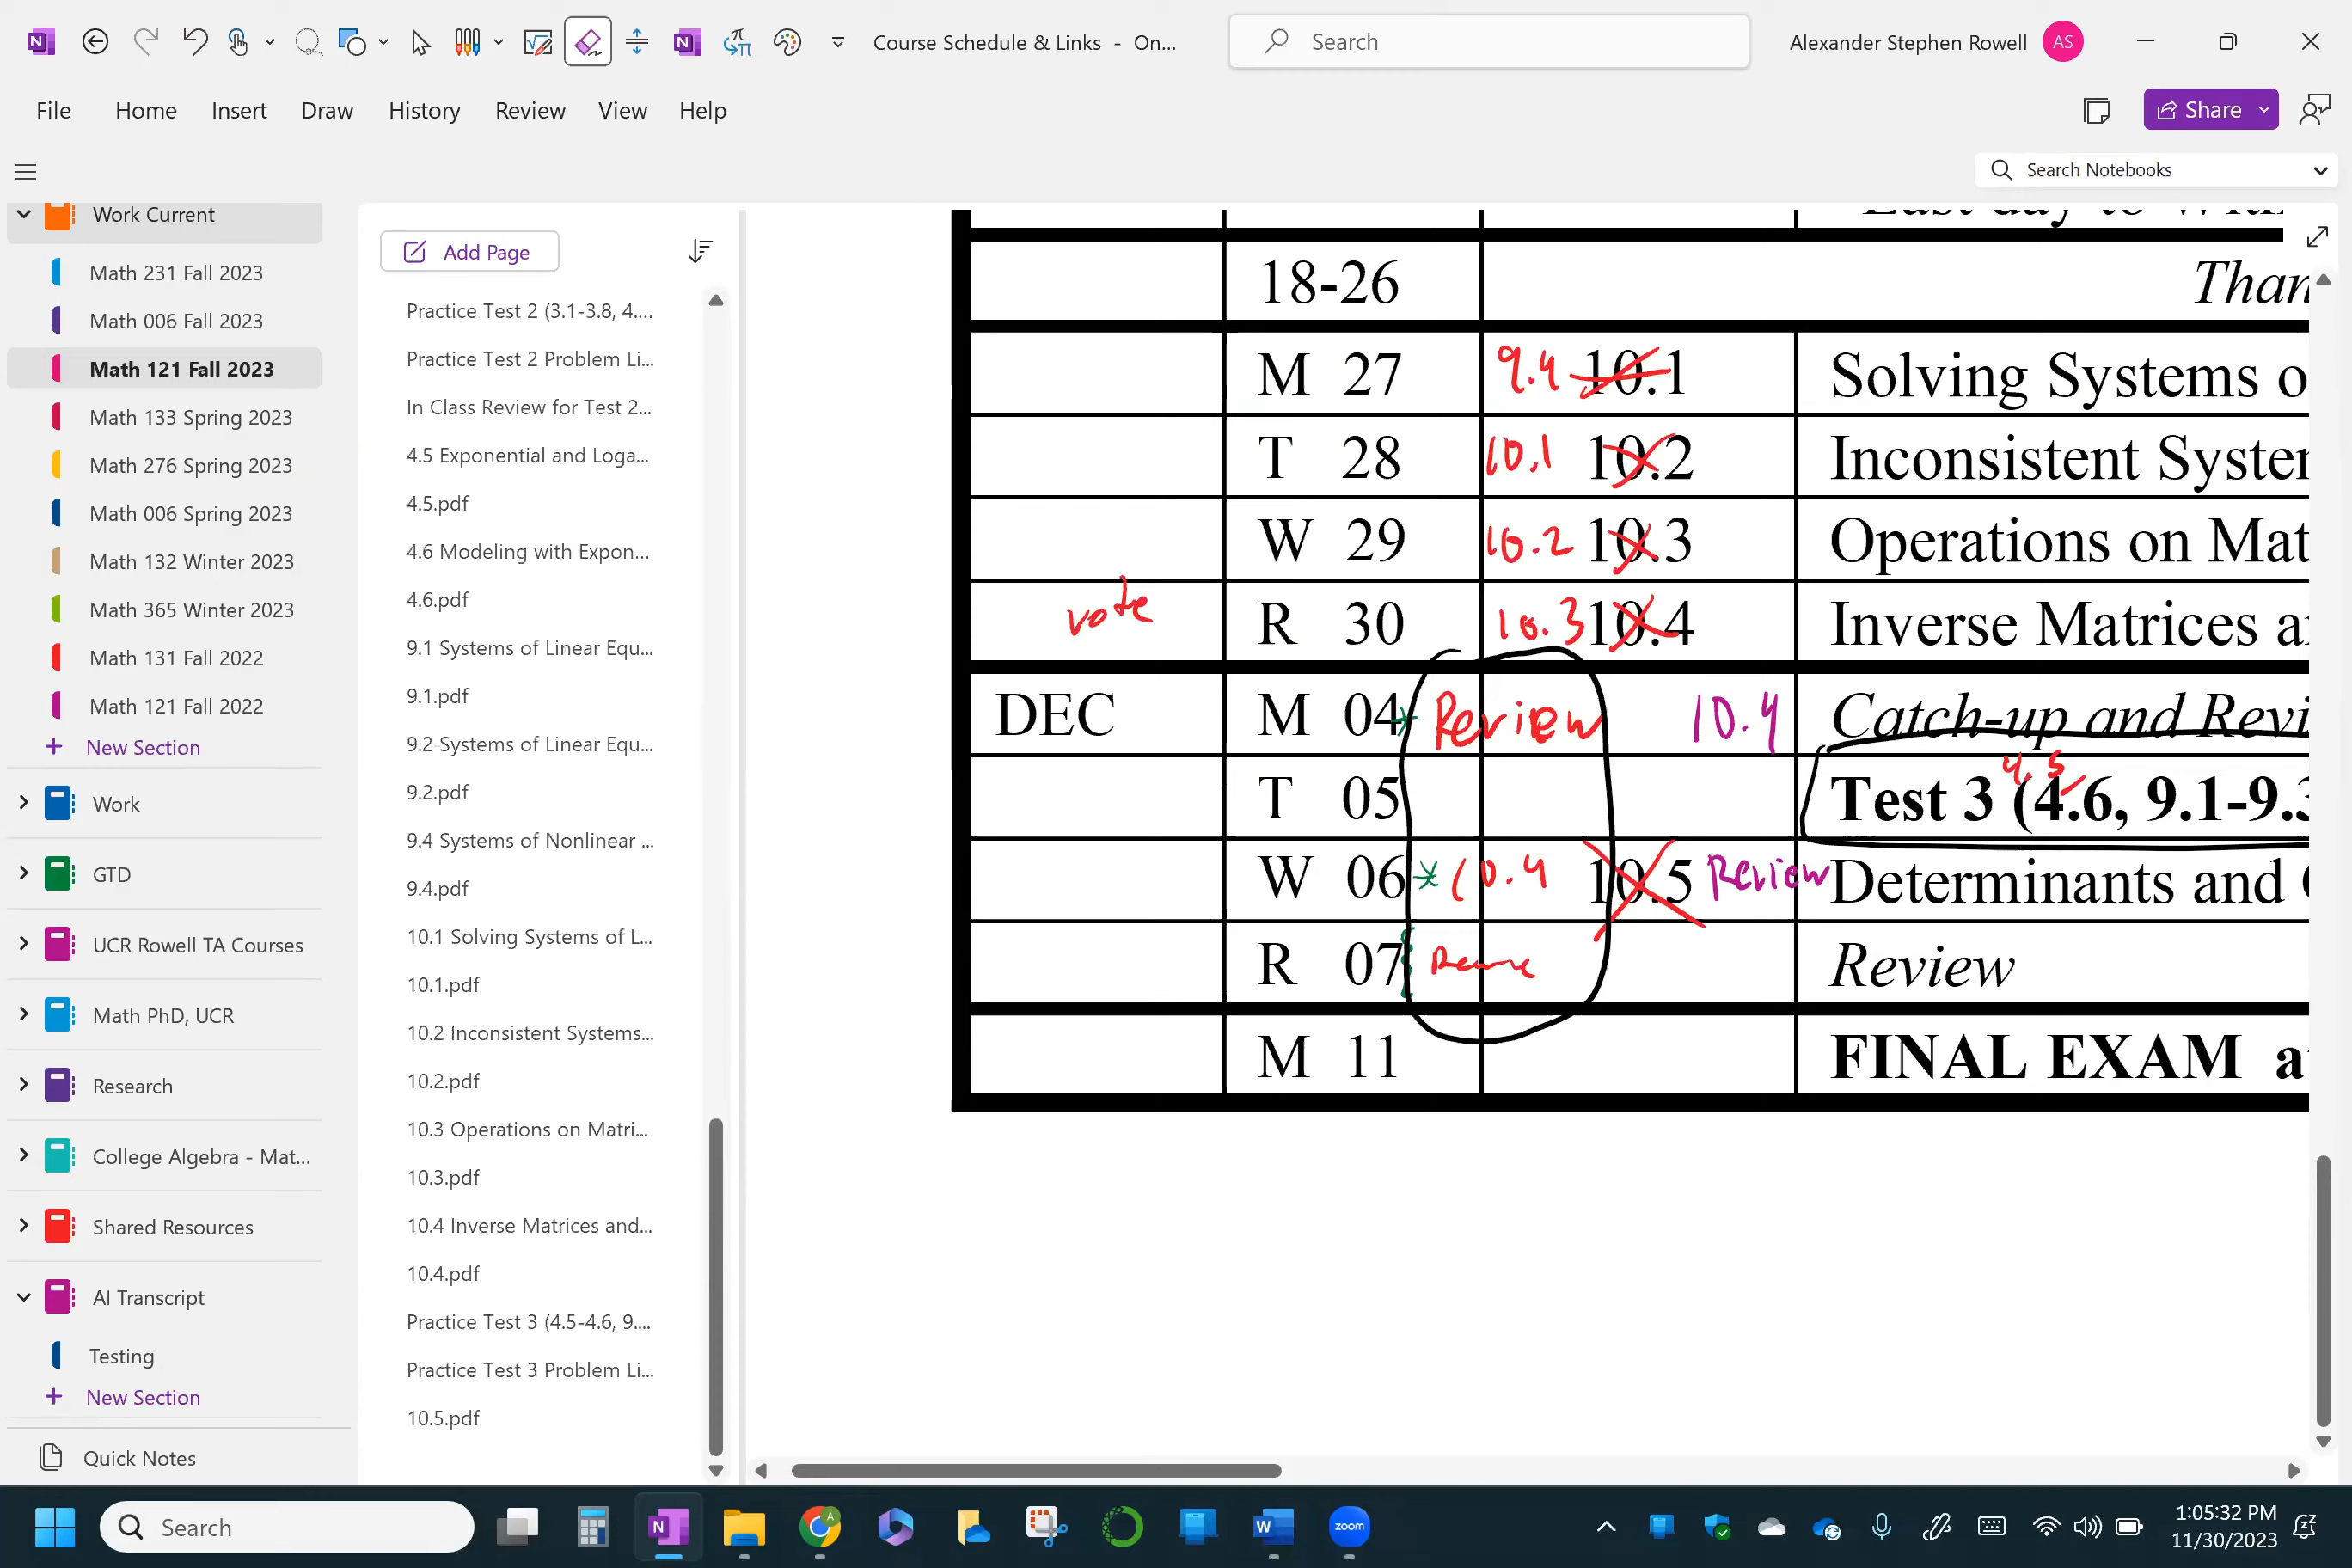 Course Schedule & Links - On...
Search
Alexander Stephen Rowell
AS
File Home Insert Draw History Review View Help
Share
Search Notebooks
Work Current
Math 231 Fall 2023
Math 006 Fall 2023
Math 121 Fall 2023
Math 133 Spring 2023
Math 276 Spring 2023
Math 006 Spring 2023
Math 132 Winter 2023
Math 365 Winter 2023
Math 131 Fall 2022
Math 121 Fall 2022
+ New Section
Work
GTD
UCR Rowell TA Courses
Math PhD, UCR
Research
College Algebra - Mat...
Shared Resources
AI Transcript
Testing
+ New Section
Quick Notes
Add Page
Practice Test 2 (3.1-3.8, 4....
Practice Test 2 Problem Li...
In Class Review for Test 2...
4.5 Exponential and Loga...
4.5.pdf
4.6 Modeling with Expon...
4.6.pdf
9.1 Systems of Linear Equ...
9.1.pdf
9.2 Systems of Linear Equ...
9.2.pdf
9.4 Systems of Nonlinear ...
9.4.pdf
10.1 Solving Systems of L...
10.1.pdf
10.2 Inconsistent Systems...
10.2.pdf
10.3 Operations on Matri...
10.3.pdf
10.4 Inverse Matrices and...
10.4.pdf
Practice Test 3 (4.5-4.6, 9....
Practice Test 3 Problem Li...
10.5.pdf
Last day to
18-26 Than
M 27 9.4 10.1 Solving Systems o
T 28 10.1 10.2 Inconsistent System
W 29 10.2 10.3 Operations on Mat
vote R 30 10.3 10.4 Inverse Matrices a
DEC M 04 Review 10.4 Catch-up and Revi
4.5
T 05 Test 3 (4.6, 9.1-9.3
W 06 * 10.4 10.5 Review Determinants and
R 07 Review
M 11 FINAL EXAM a
Search
zoom
1:05:32 PM
11/30/2023